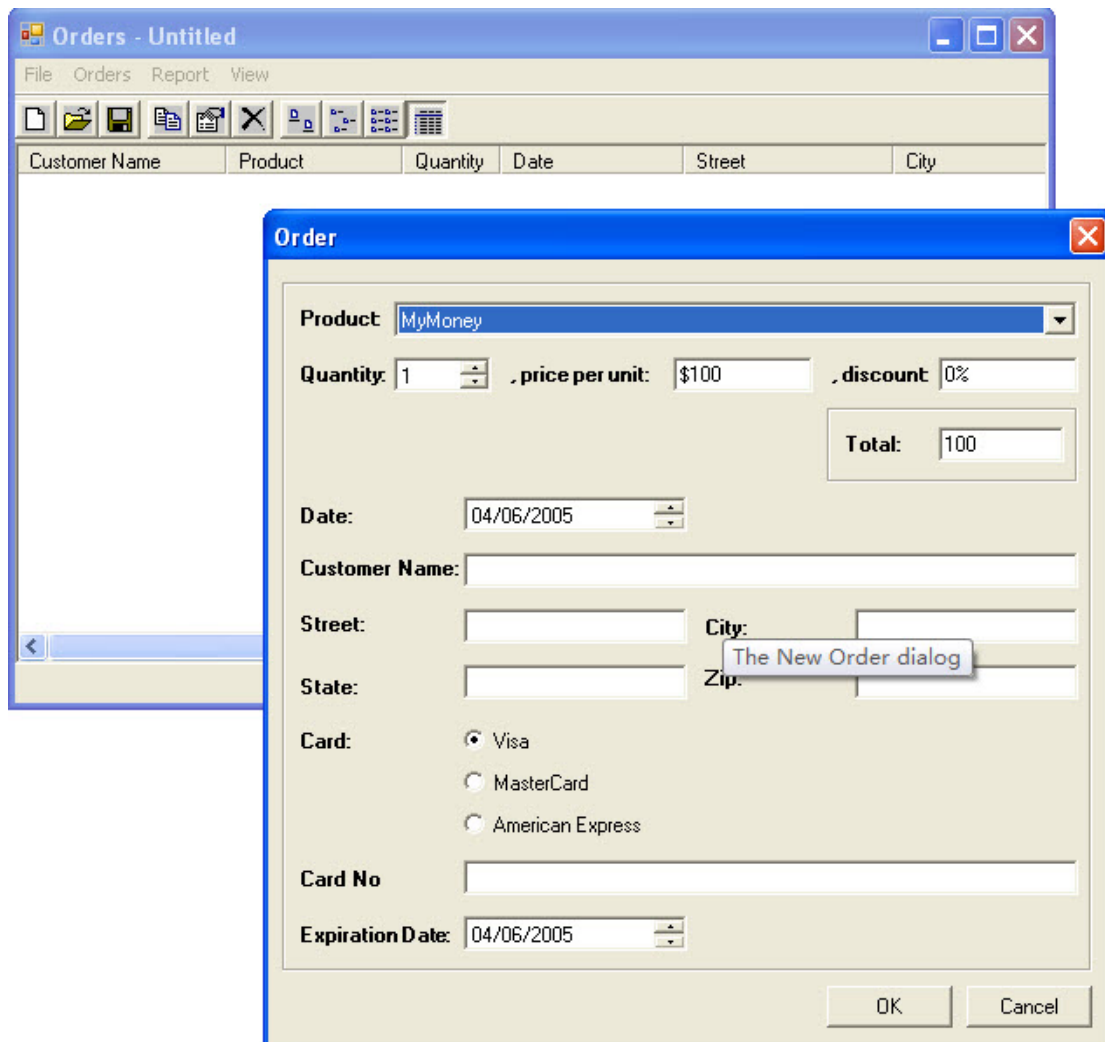 Orders - Untitled
File Orders Report View
Customer Name Product Quantity Date Street City
Order
Product: MyMoney
Quantity: 1 , price per unit: $100 , discount: 0%
Total: 100
Date: 04/06/2005
Customer Name:
Street: City:
The New Order dialog
State: Zip:
Card: Visa
MasterCard
American Express
Card No
Expiration Date: 04/06/2005
OK Cancel